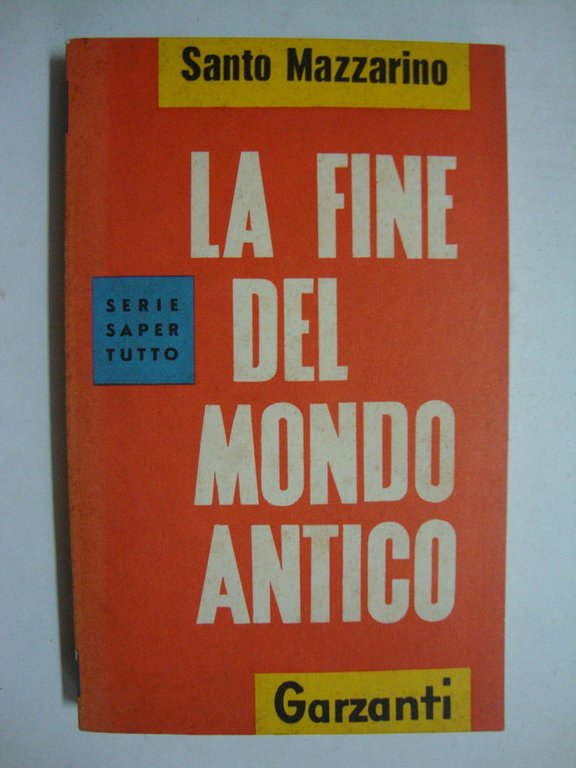 Santo Mazzarino
LA FINE
DEL
MONDO
ANTICO
SERIE
SAPER
TUTTO
Garzanti